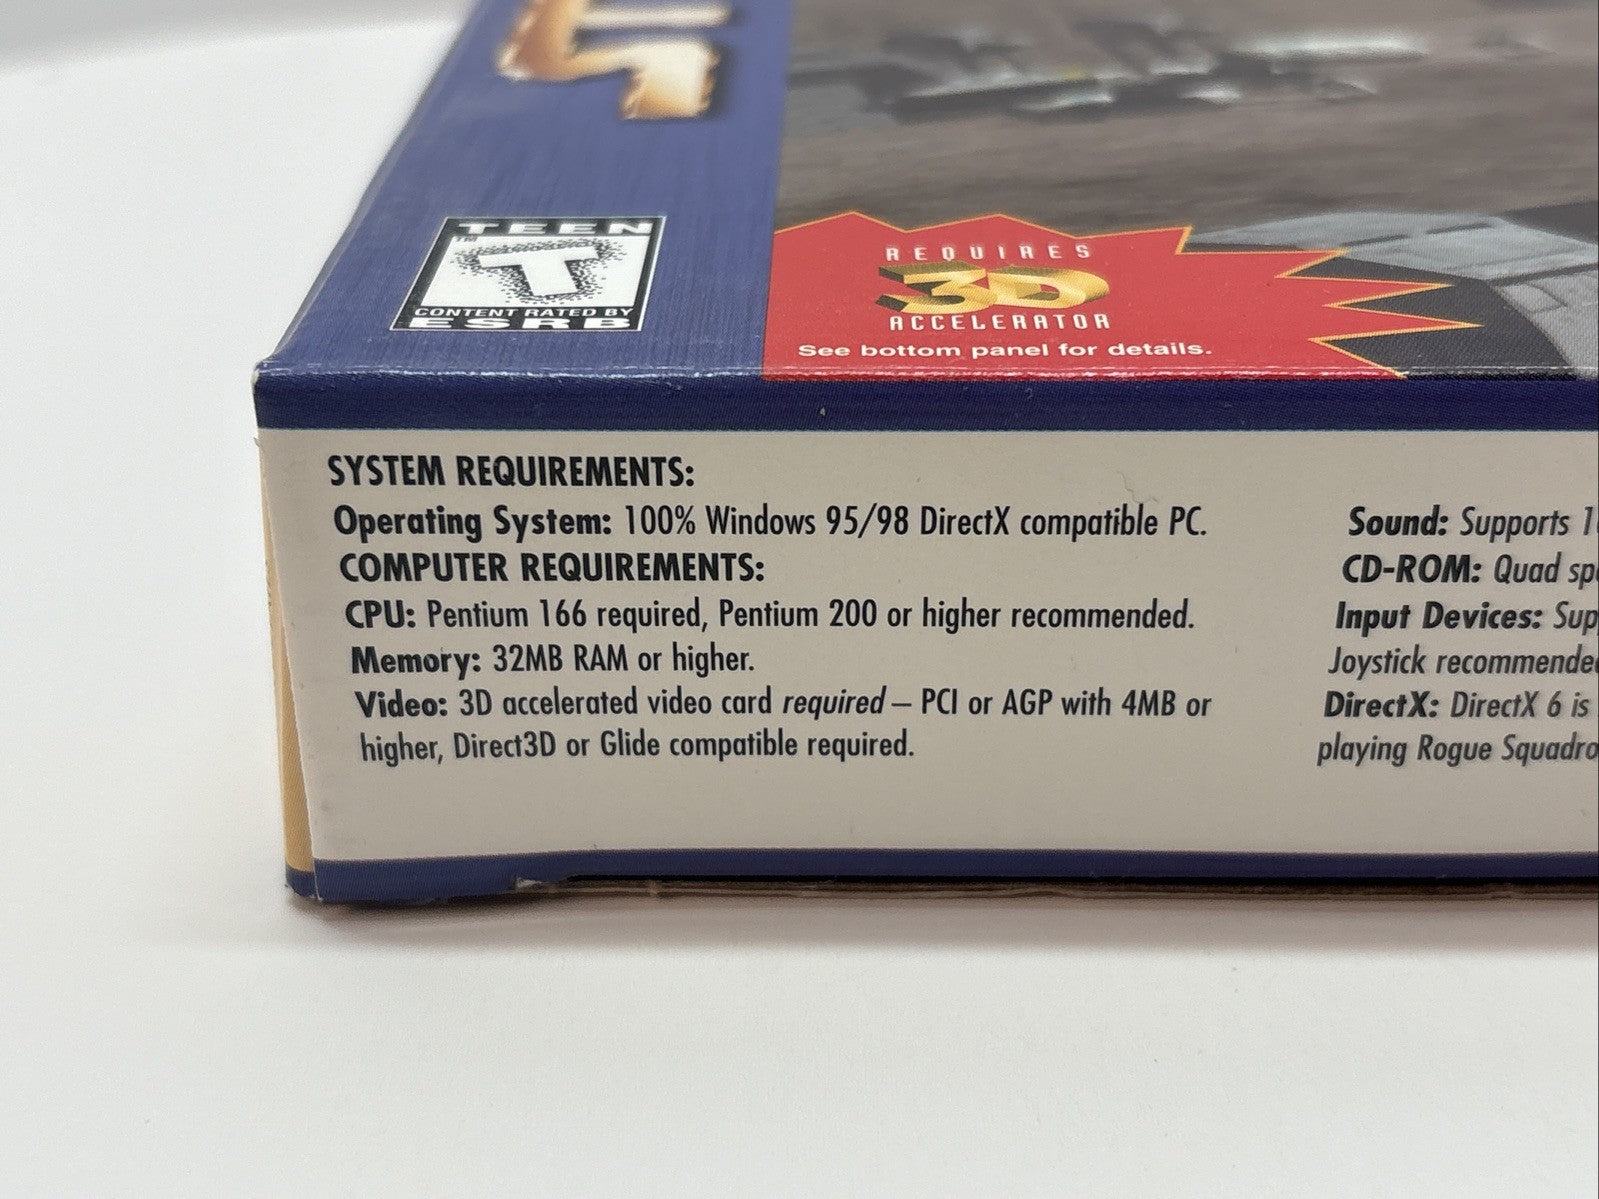 TEEN
T
CONTENT RATED BY
ESRB
REQUIRES
3D
ACCELERATOR
See bottom panel for details.
SYSTEM REQUIREMENTS:
Operating System: 100% Windows 95/98 DirectX compatible PC.
COMPUTER REQUIREMENTS:
CPU: Pentium 166 required, Pentium 200 or higher recommended.
Memory: 32MB RAM or higher.
Video: 3D accelerated video card required – PCI or AGP with 4MB or
higher, Direct3D or Glide compatible required.
Sound: Supports
CD-ROM: Quad
Input Devices:
Joystick
DirectX: DirectX 6 is
playing Rogue